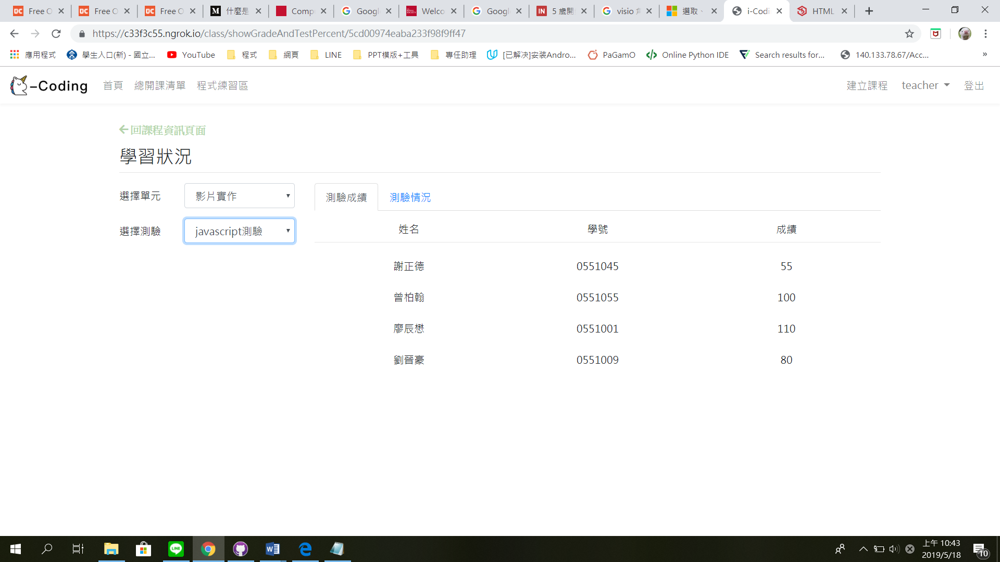 Free O
Free O
Free O
什麼是
Comp
Googl
Welco
Googl
5 歲開
visio 角
選取、
i-Codi
HTML
https://c33f3c55.ngrok.io/class/showGradeAndTestPercent/5cd00974eaba233f98f9ff47
應用程式
學生入口(新) - 國立...
YouTube
程式
網頁
LINE
PPT模版+工具
專任助理
[已解决]安装Andro...
PaGamO
Online Python IDE
Search results for...
140.133.78.67/Acc...
»
-Coding
首頁
總開課清單
程式練習區
建立課程
teacher
登出
回課程資訊頁面
學習狀況
選擇單元
影片實作
選擇測驗
javascript測驗
測驗成績
測驗情況
姓名 學號 成績
謝正德 0551045 55
曾柏翰 0551055 100
廖辰懋 0551001 110
劉晉豪 0551009 80
上午 10:43
2019/5/18
10